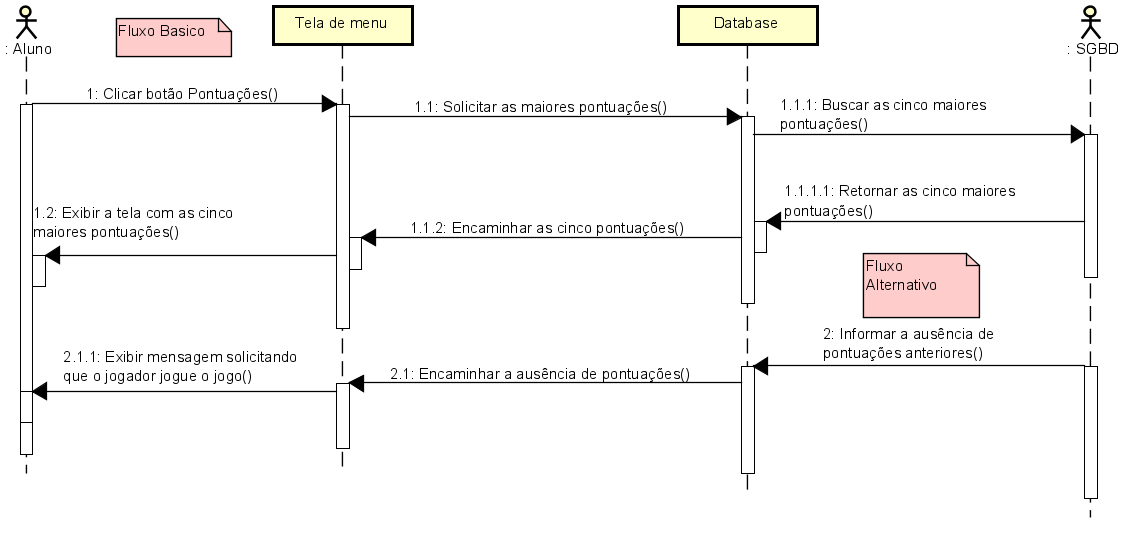 Fluxo Basico
Tela de menu
Database
: Aluno
: SGBD
1: Clicar botão Pontuações()
1.1: Solicitar as maiores pontuações()
1.1.1: Buscar as cinco maiores
pontuações()
1.1.1.1: Retornar as cinco maiores
pontuações()
1.2: Exibir a tela com as cinco
maiores pontuações()
1.1.2: Encaminhar as cinco pontuações()
Fluxo
Alternativo
2: Informar a ausência de
pontuações anteriores()
2.1.1: Exibir mensagem solicitando
que o jogador jogue o jogo()
2.1: Encaminhar a ausência de pontuações()